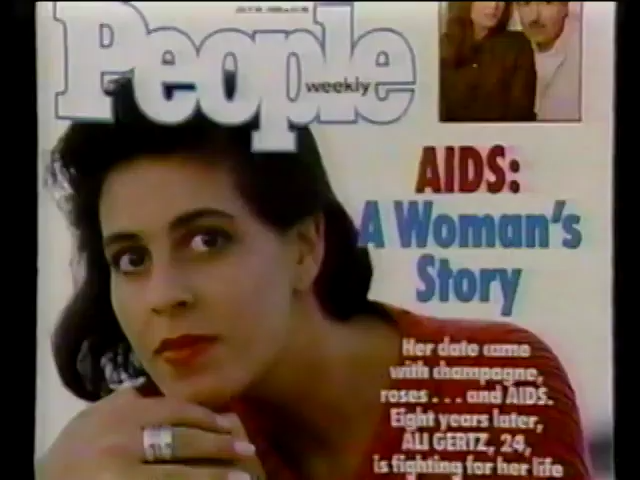 People
weekly
AIDS:
A Woman's
Story
Her date came
with champagne,
roses . . . and AIDS.
Eight years later,
ALI GERTZ, 24,
is fighting for her life